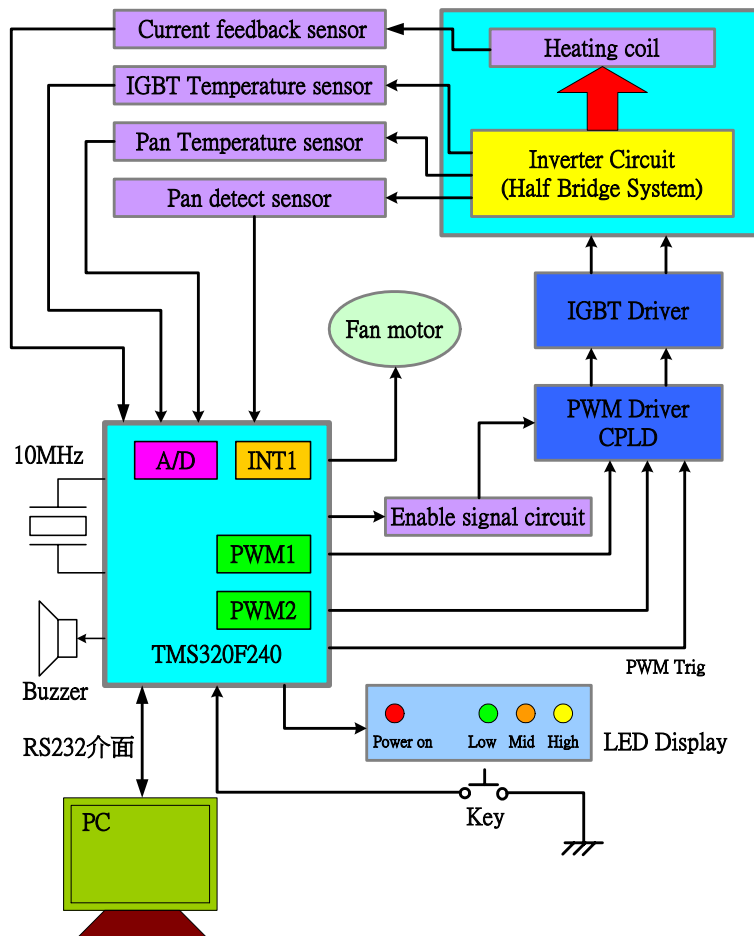 Current feedback sensor
Heating coil
IGBT Temperature sensor
Pan Temperature sensor
Inverter Circuit
(Half Bridge System)
Pan detect sensor
IGBT Driver
Fan motor
PWM Driver
CPLD
10MHz
A/D
INT1
Enable signal circuit
PWM1
PWM2
TMS320F240
PWM Trig
Buzzer
Power on
Low
Mid
High
LED Display
RS232介面
Key
PC